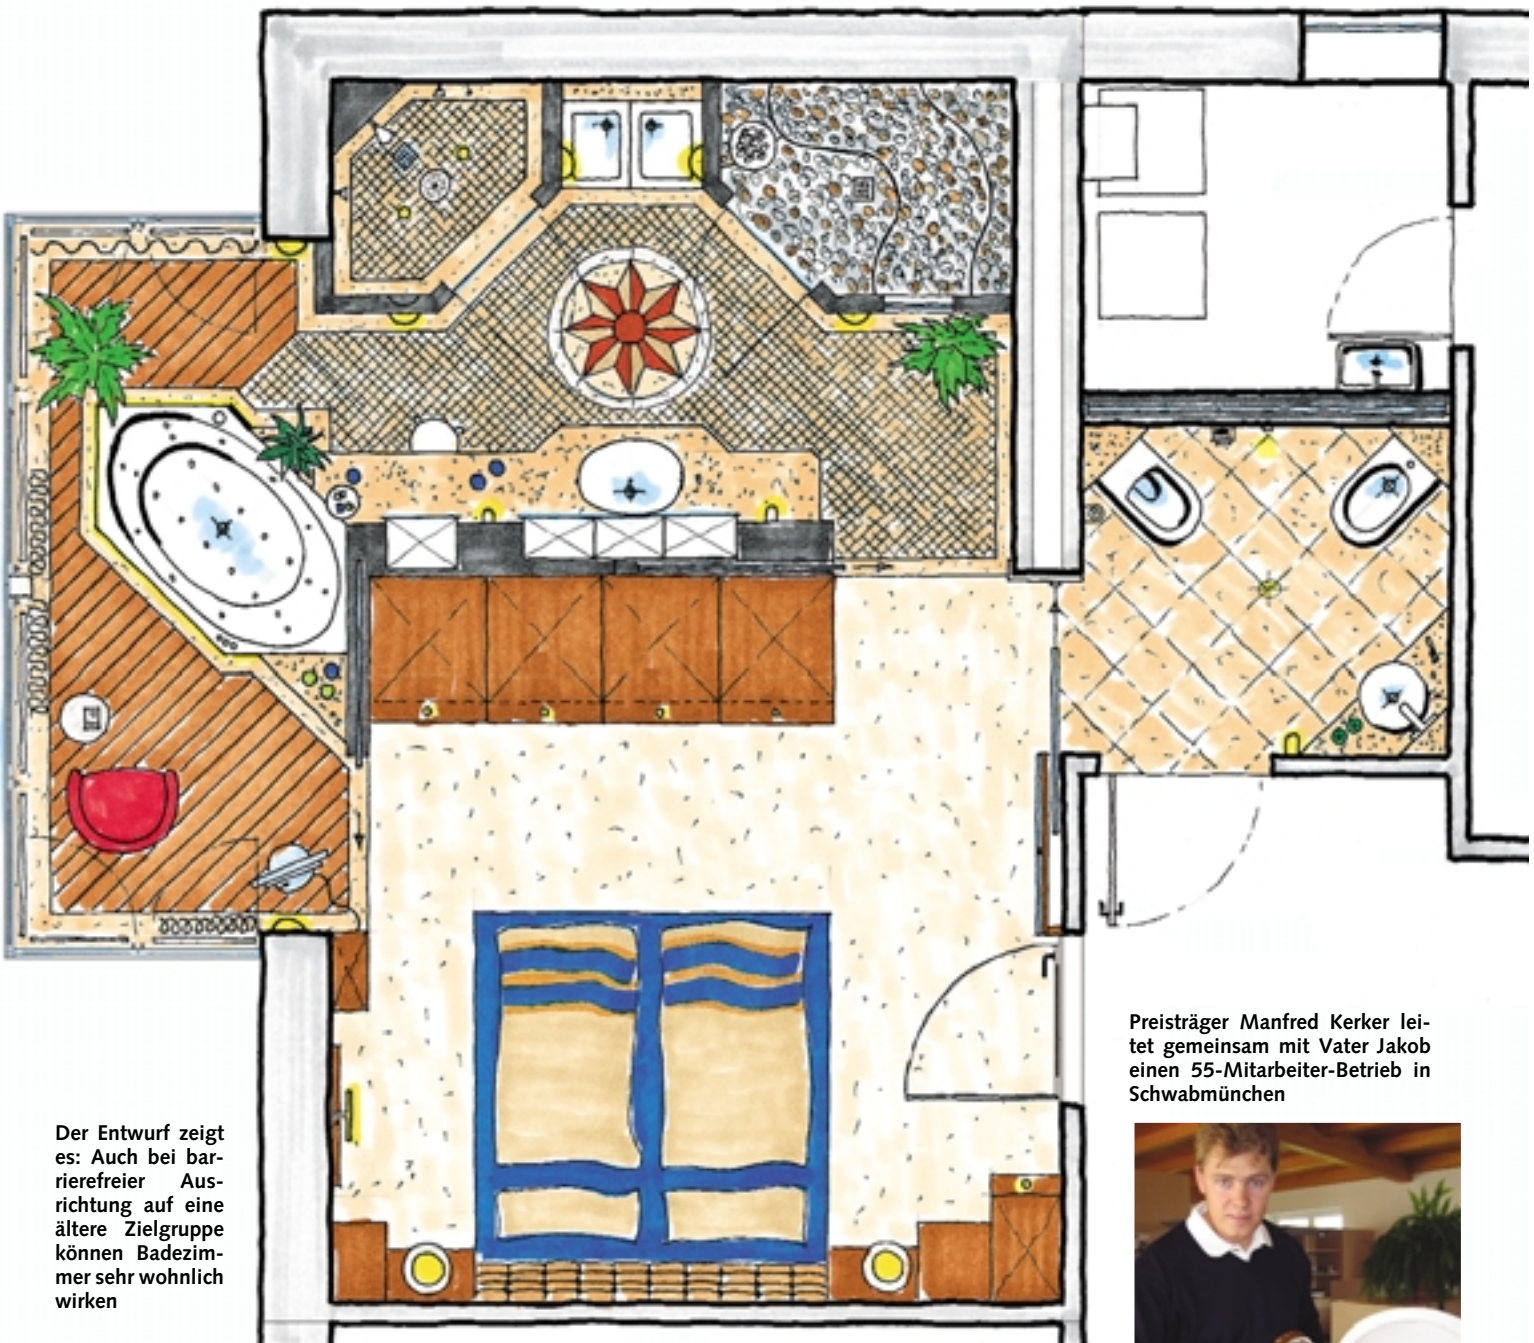 Preisträger Manfred Kerker lei-
tet gemeinsam mit Vater Jakob
einen 55-Mitarbeiter-Betrieb in
Schwabmünchen
Der Entwurf zeigt
es: Auch bei bar-
rierefreier Aus-
richtung auf eine
ältere Zielgruppe
können Badezim-
mer sehr wohnlich
wirken